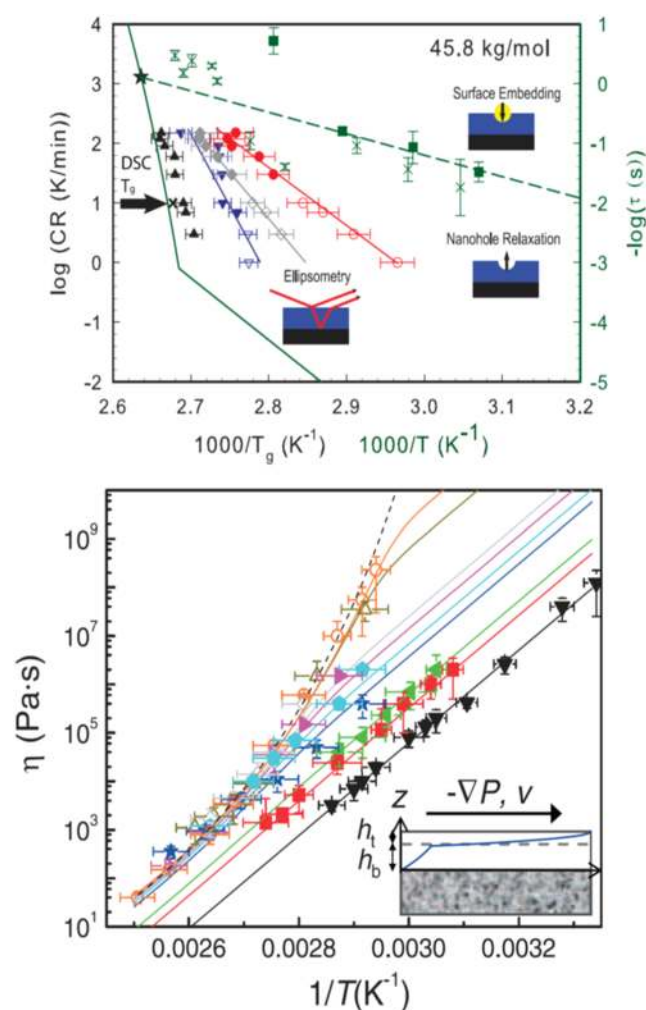 45.8 kg/mol
Surface Embedding
DSC
Tg
Nanohole Relaxation
Ellipsometry
log (CR (K/min))
4
3
2
1
0
-1
-2
-log(τ (s))
1
0
-1
-2
-3
-4
-5
2.6 2.7 2.8 2.9 3.0 3.1 3.2
1000/Tg (K⁻¹) 1000/T (K⁻¹)
η (Pa·s)
10⁹
10⁷
10⁵
10³
10¹
-∇P, v
z
ht
hb
0.0026 0.0028 0.0030 0.0032
1/T(K⁻¹)